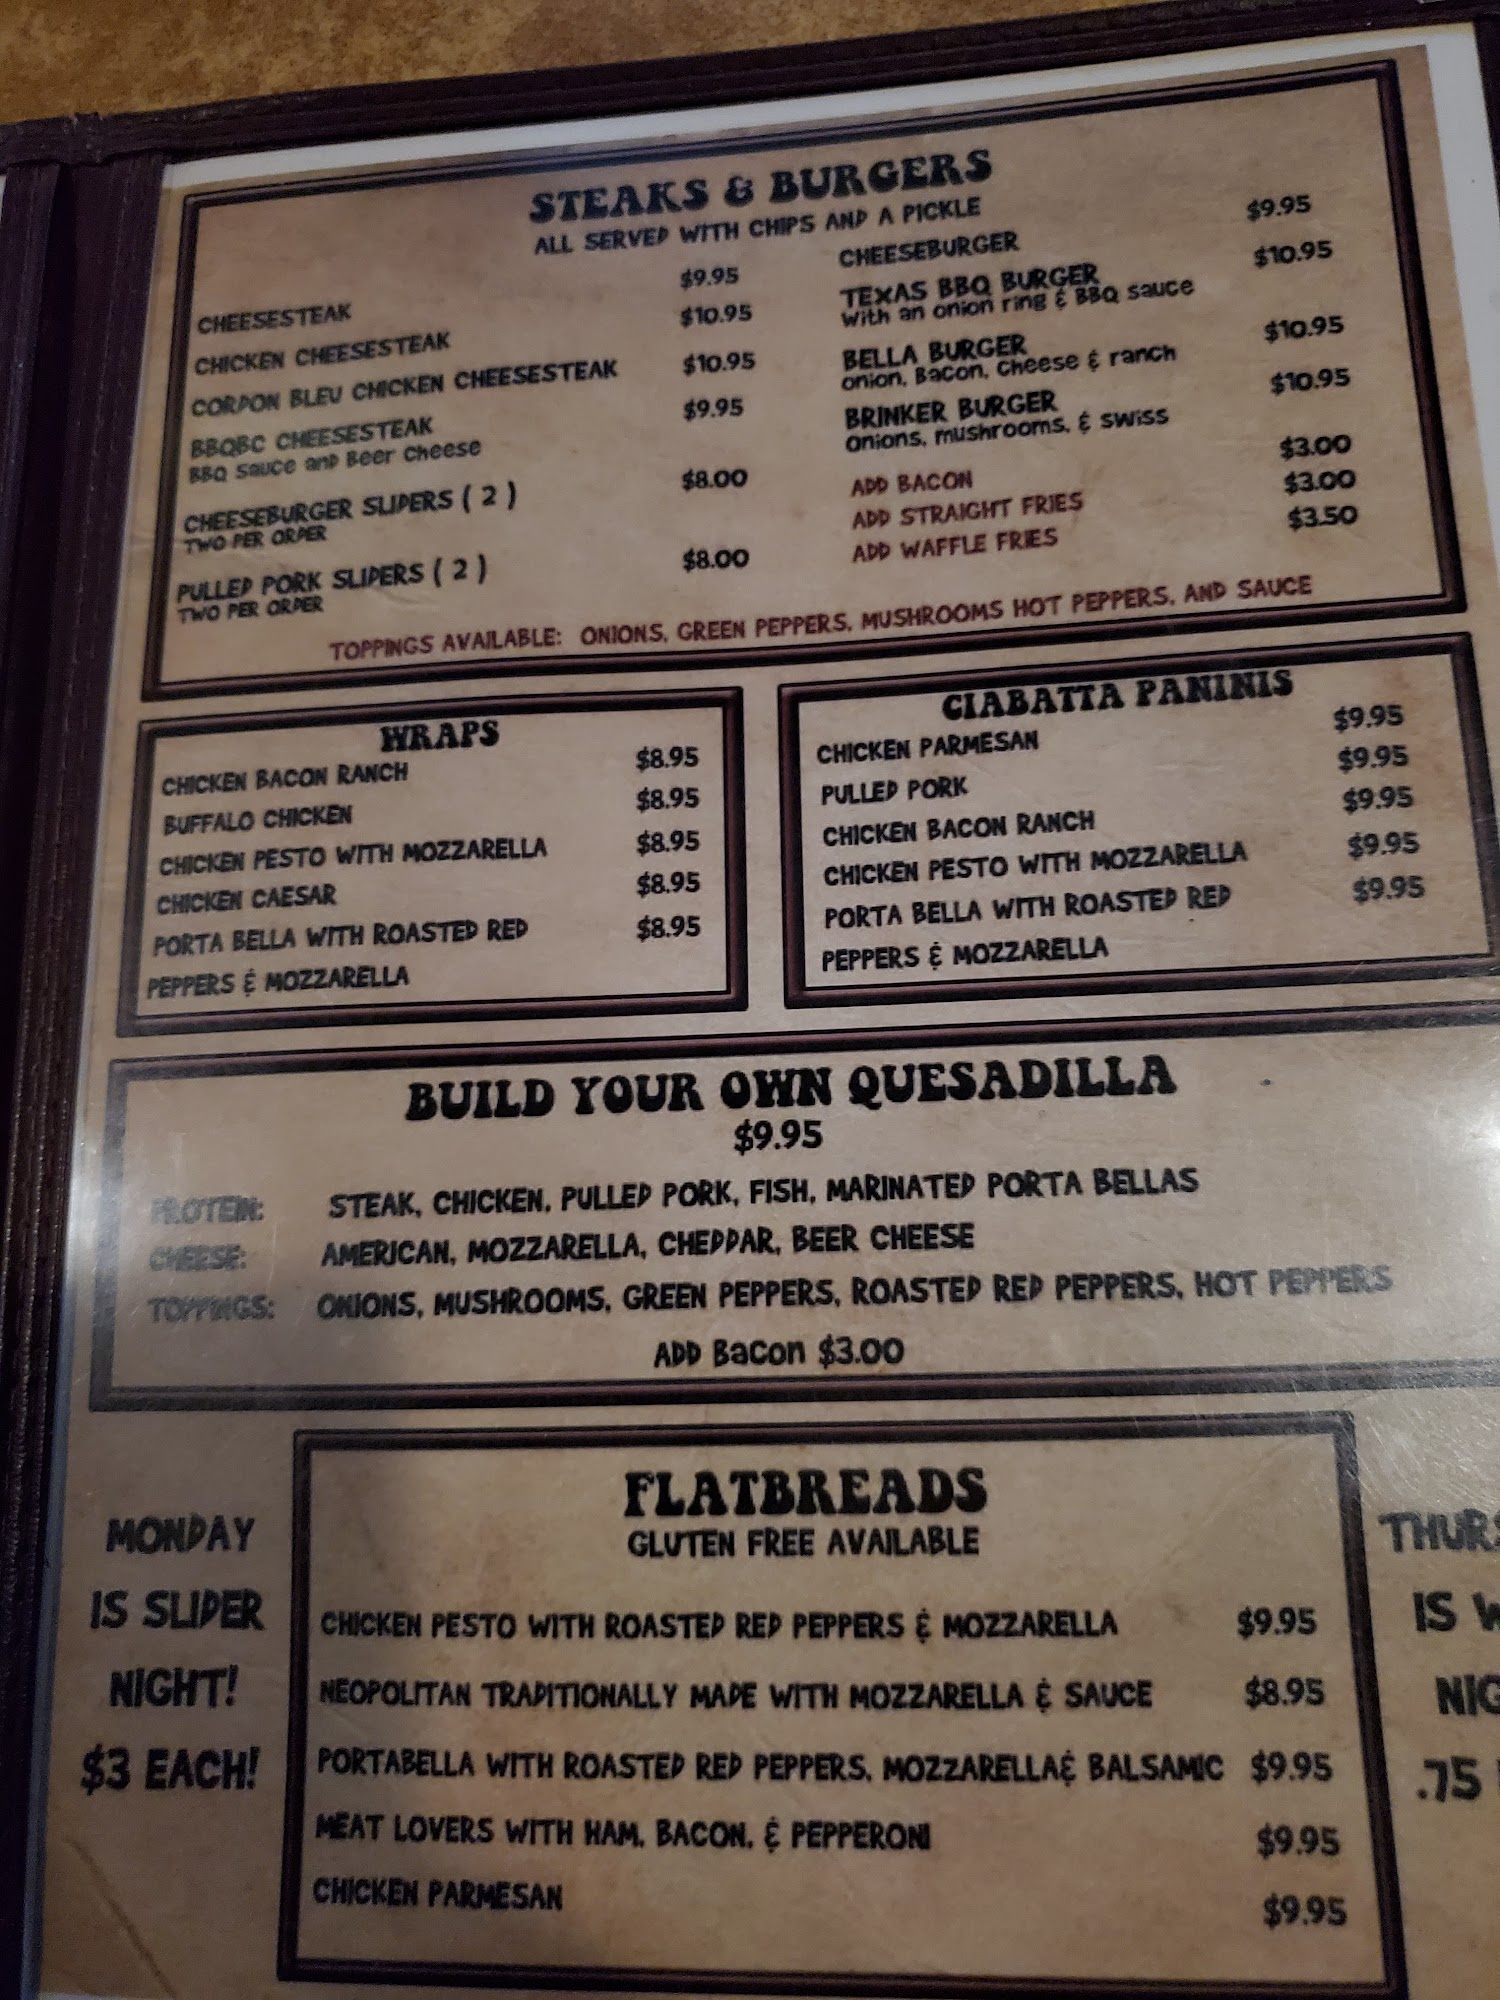 STEAKS & BURGERS
ALL SERVED WITH CHIPS AND A PICKLE
CHEESESTEAK $9.95
CHICKEN CHEESESTEAK $10.95
CORDON BLEU CHICKEN CHEESESTEAK $10.95
BBQBC CHEESESTEAK $9.95
BBQ Sauce and Beer Cheese
CHEESEBURGER SLIDERS ( 2 ) $8.00
TWO PER ORDER
PULLED PORK SLIDERS ( 2 ) $8.00
TWO PER ORDER
CHEESEBURGER $9.95
TEXAS BBQ BURGER $10.95
With an onion ring & BBQ sauce
BELLA BURGER $10.95
onion, Bacon, Cheese & ranch
BRINKER BURGER $10.95
Onions, mushrooms, & swiss
ADD BACON $3.00
ADD STRAIGHT FRIES $3.00
ADD WAFFLE FRIES $3.50
TOPPINGS AVAILABLE: ONIONS, GREEN PEPPERS, MUSHROOMS HOT PEPPERS, AND SAUCE
WRAPS
CHICKEN BACON RANCH $8.95
BUFFALO CHICKEN $8.95
CHICKEN PESTO WITH MOZZARELLA $8.95
CHICKEN CAESAR $8.95
PORTA BELLA WITH ROASTED RED $8.95
PEPPERS & MOZZARELLA
CIABATTA PANINIS
CHICKEN PARMESAN $9.95
PULLED PORK $9.95
CHICKEN BACON RANCH $9.95
CHICKEN PESTO WITH MOZZARELLA $9.95
PORTA BELLA WITH ROASTED RED $9.95
PEPPERS & MOZZARELLA
BUILD YOUR OWN QUESADILLA
$9.95
PROTEIN: STEAK, CHICKEN, PULLED PORK, FISH, MARINATED PORTA BELLAS
CHEESE: AMERICAN, MOZZARELLA, CHEDDAR, BEER CHEESE
TOPPINGS: ONIONS, MUSHROOMS, GREEN PEPPERS, ROASTED RED PEPPERS, HOT PEPPERS
ADD Bacon $3.00
MONDAY
IS SLIDER
NIGHT!
$3 EACH!
FLATBREADS
GLUTEN FREE AVAILABLE
CHICKEN PESTO WITH ROASTED RED PEPPERS & MOZZARELLA $9.95
NEOPOLITAN TRADITIONALLY MADE WITH MOZZARELLA & SAUCE $8.95
PORTABELLA WITH ROASTED RED PEPPERS, MOZZARELLA& BALSAMIC $9.95
MEAT LOVERS WITH HAM, BACON, & PEPPERONI $9.95
CHICKEN PARMESAN $9.95
THURS
IS W
NIG
.75